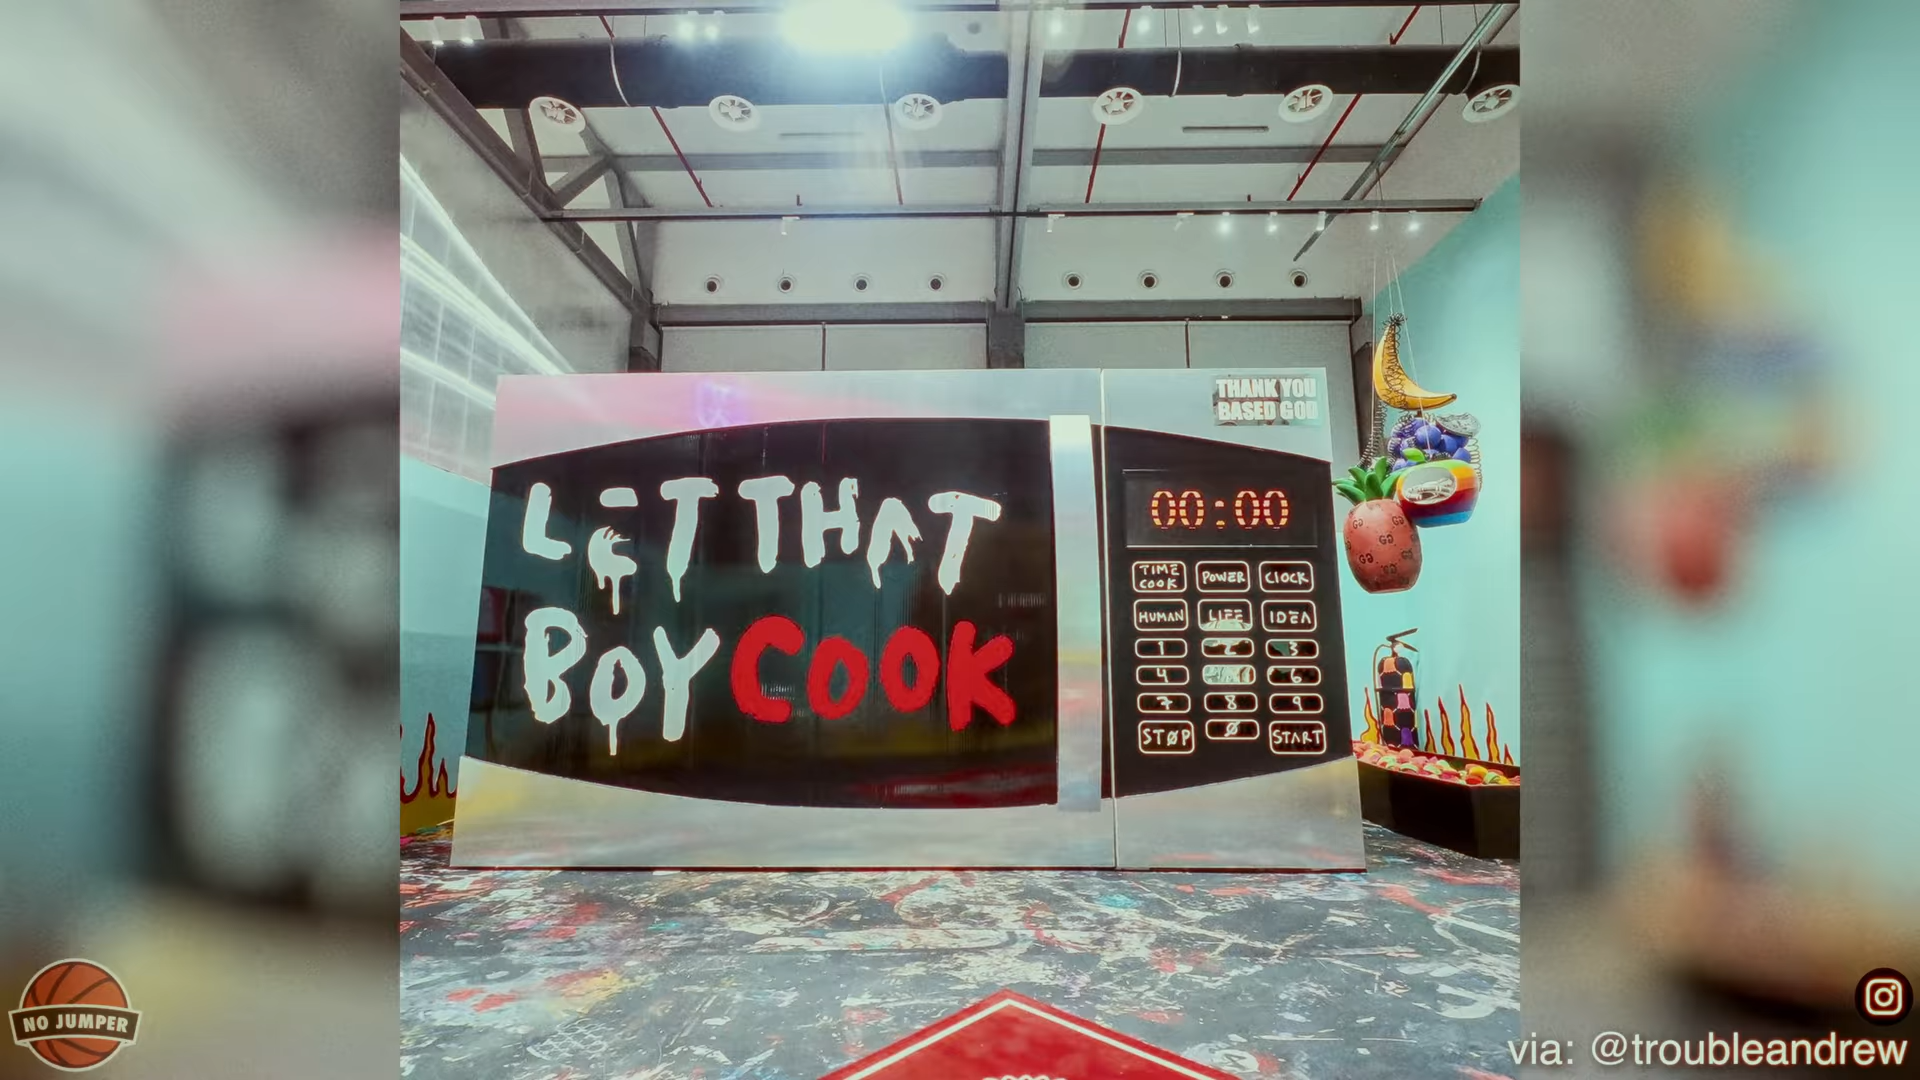 THANK YOU
BASED GOD
LET THAT
BOY COOK
00:00
TIME COOK POWER CLOCK
HUMAN LIFE IDEA
1 2 3
4 6
7 8 9
STØP Ø START
NO JUMPER
via: @troubleandrew